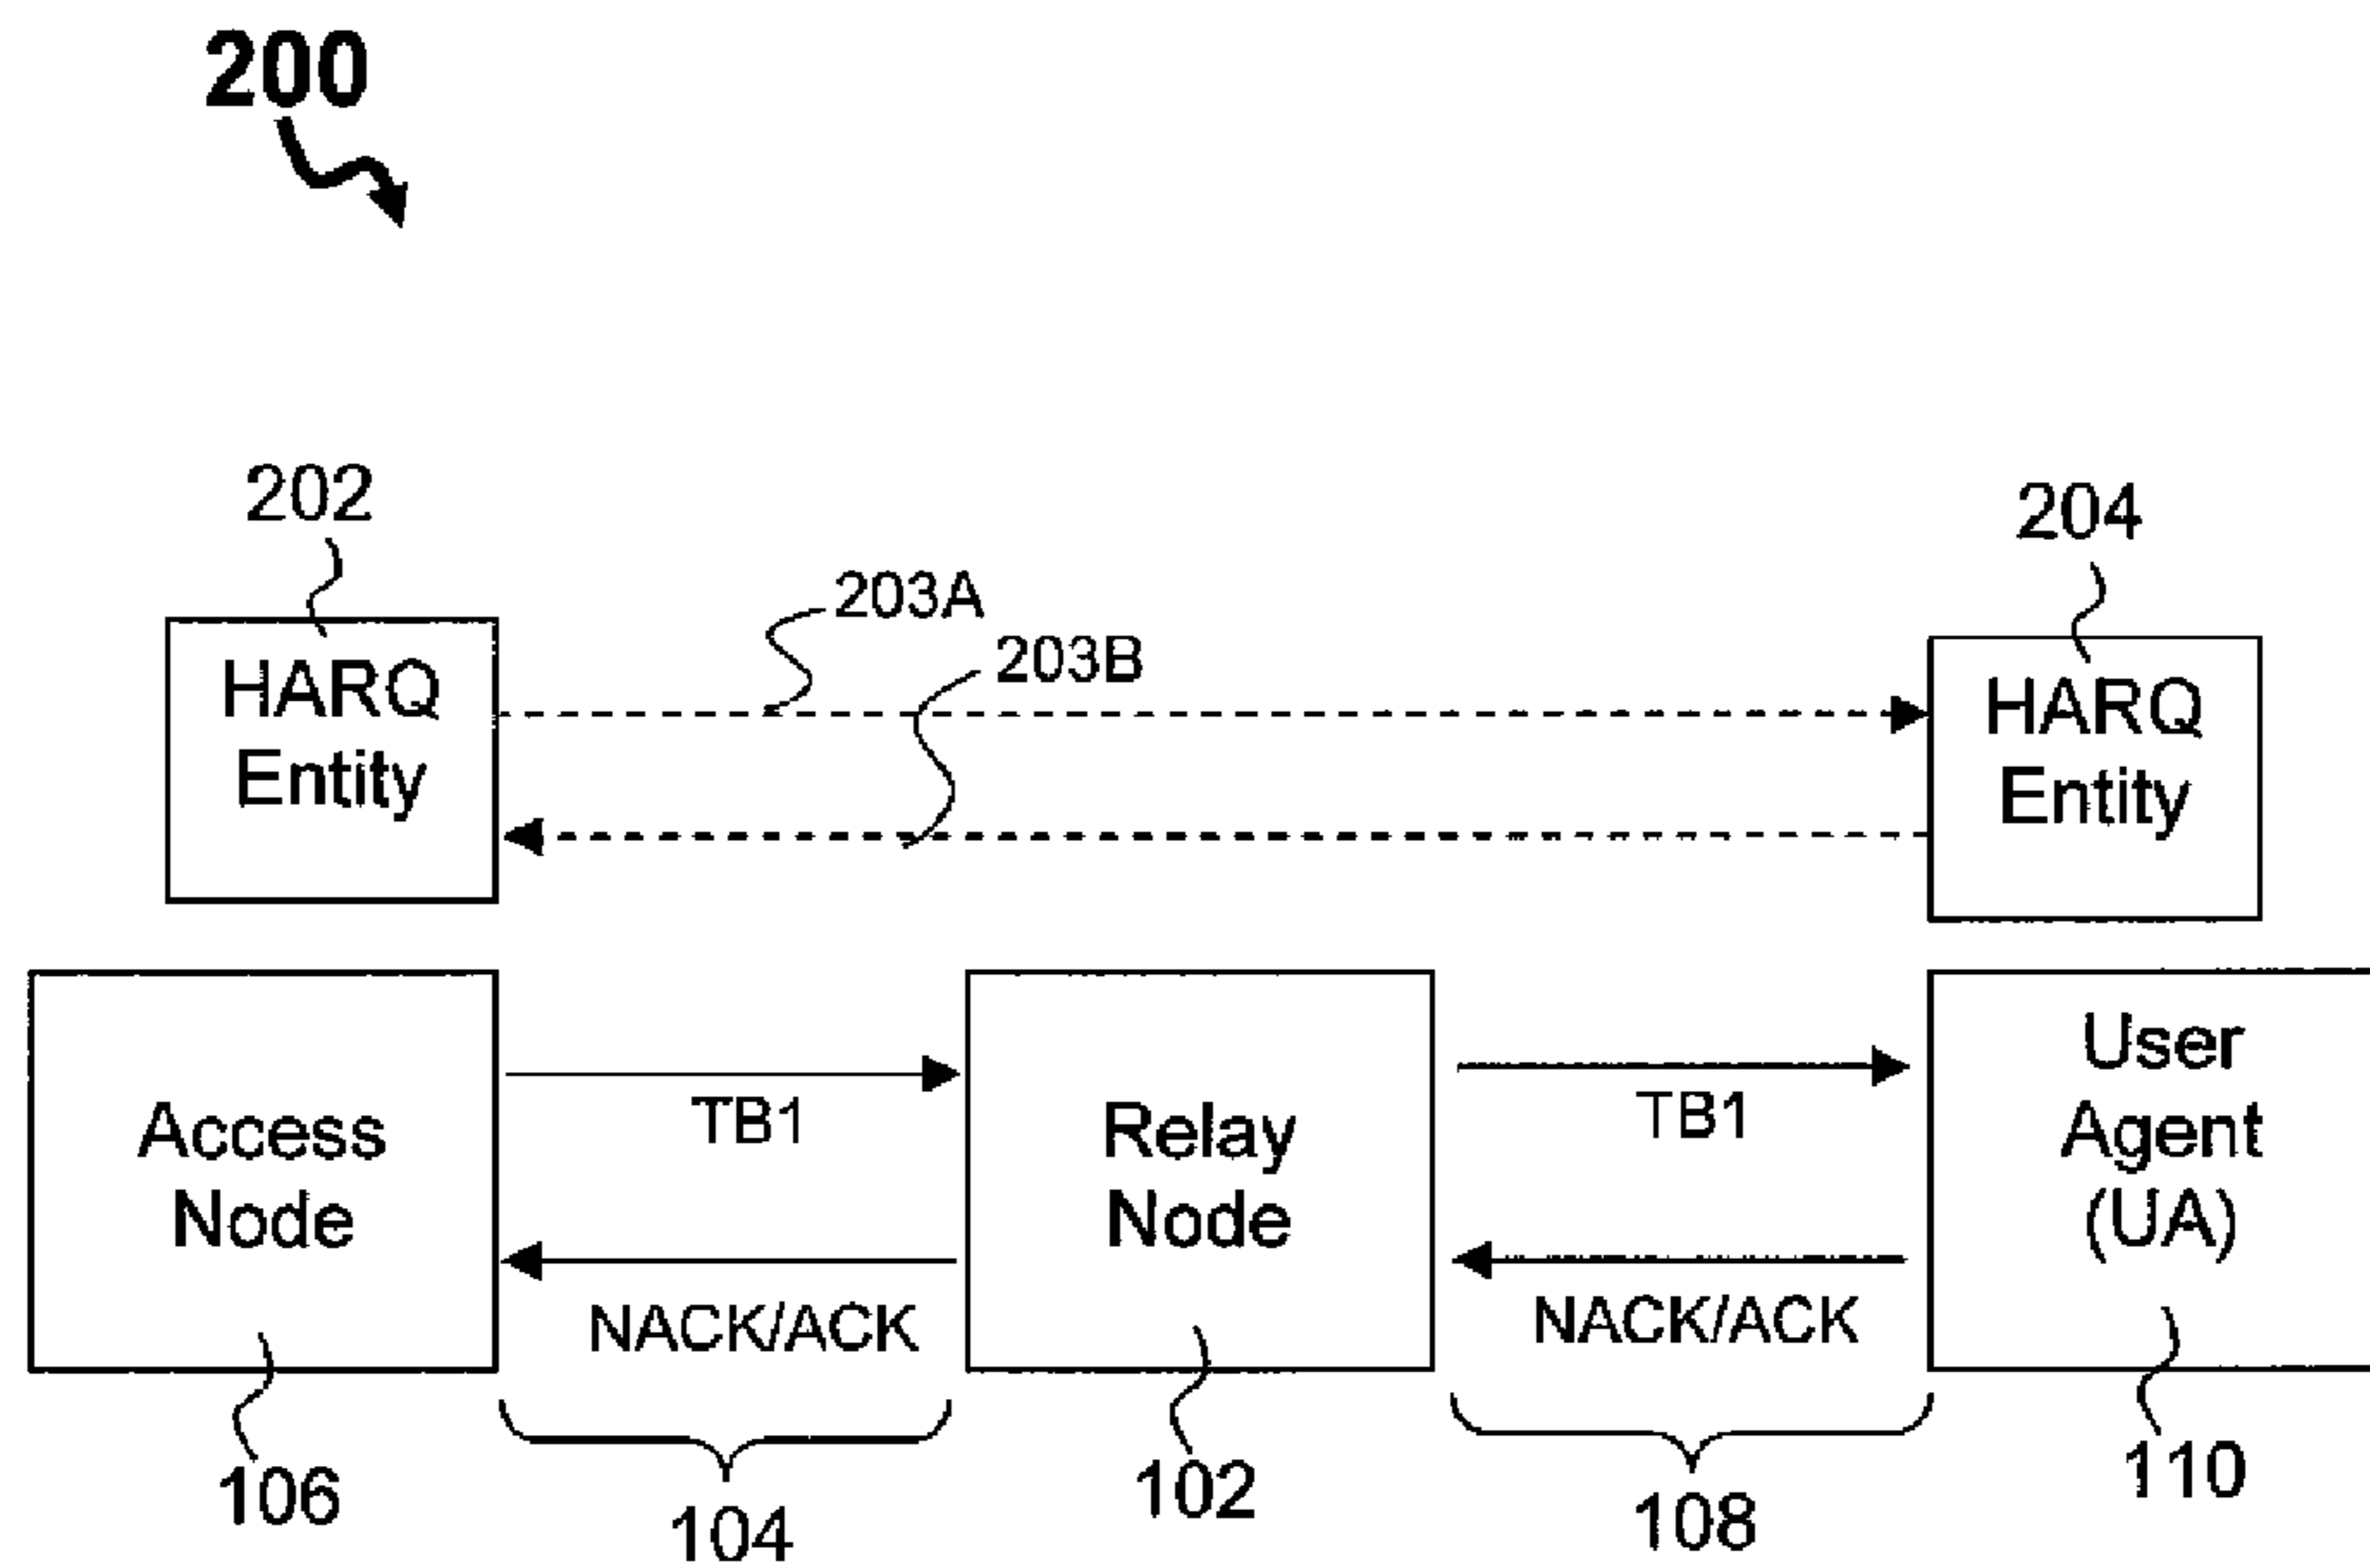 200
202
204
203A
203B
HARQ
Entity
HARQ
Entity
Access
Node
TB1
NACK/ACK
Relay
Node
TB1
NACK/ACK
User
Agent
(UA)
106
104
102
108
110